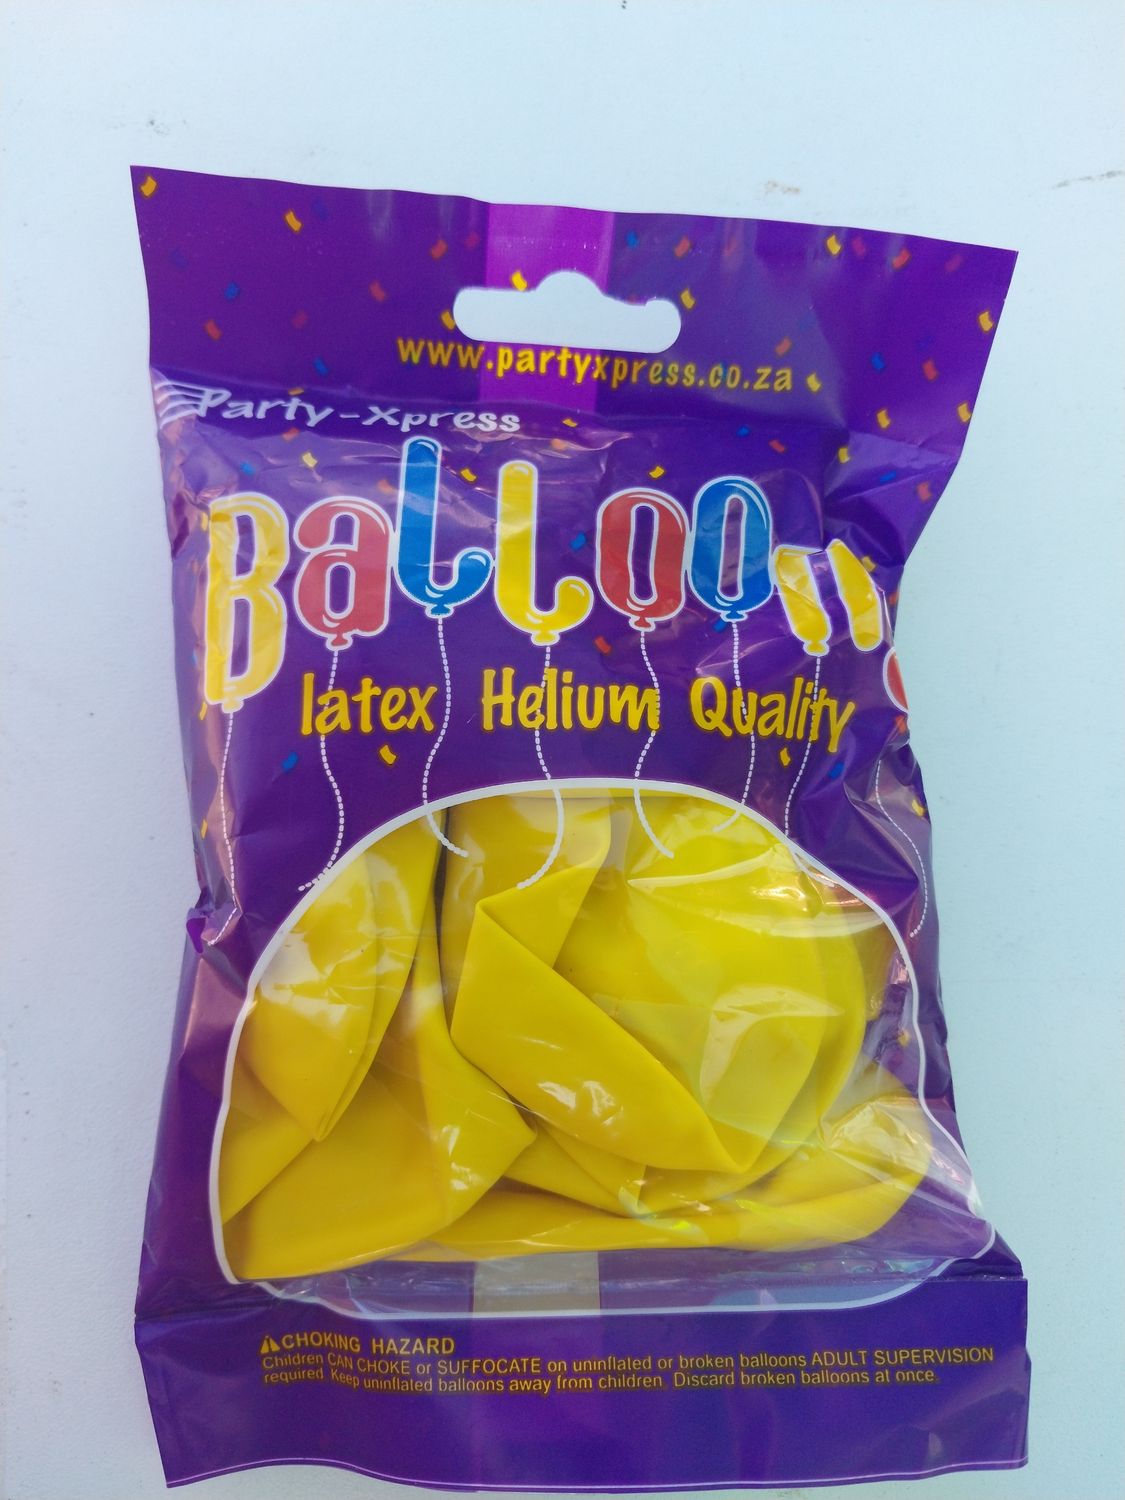 www.partyxpress.co.za
Party-Xpress
Balloon
latex Helium Quality
CHOKING HAZARD
Children CAN CHOKE or SUFFOCATE on uninflated or broken balloons ADULT SUPERVISION
required Keep uninflated balloons away from children. Discard broken balloons at once.